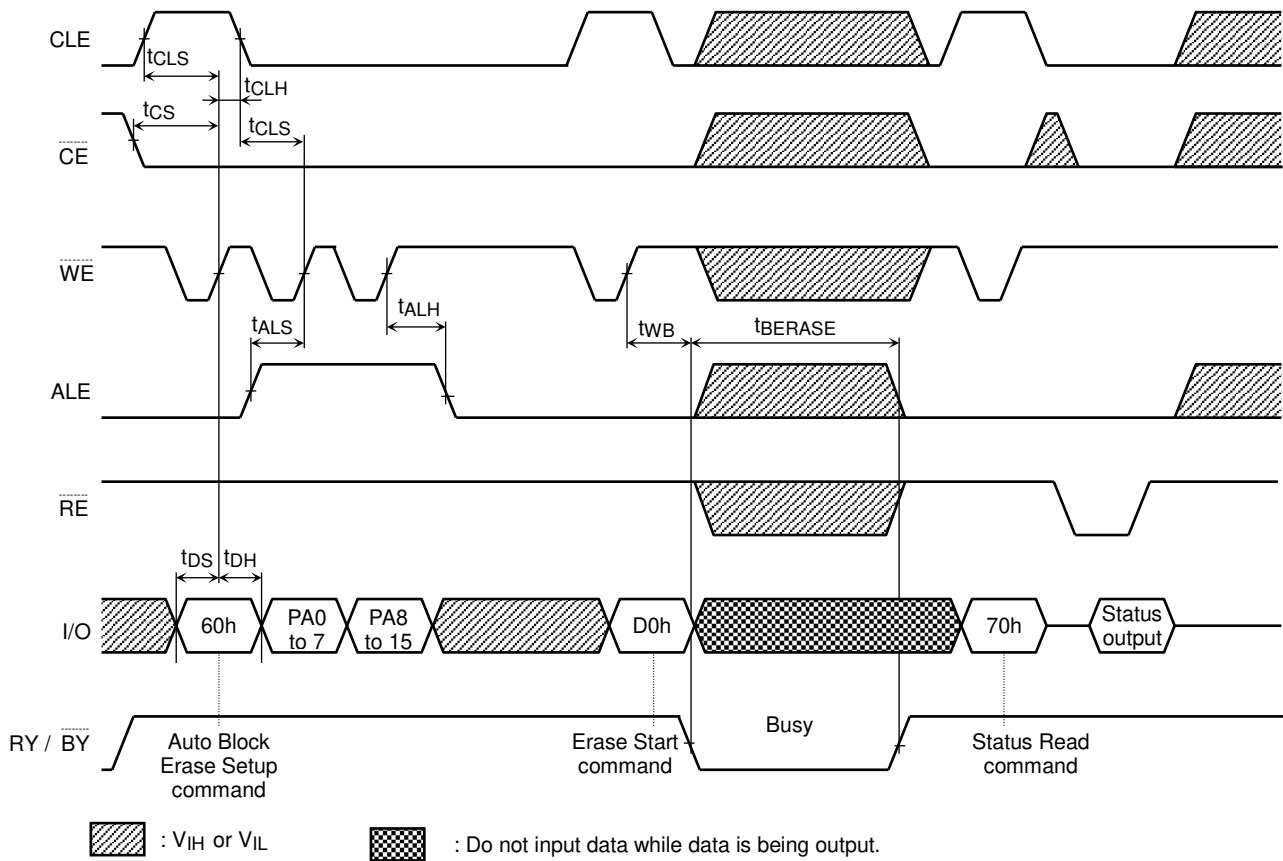 CLE
tCLS
tCLH
tCS
tCLS
CE
WE
tALS
tALH
tWB
tBERASE
ALE
RE
tDS
tDH
I/O
60h
PA0
to 7
PA8
to 15
D0h
70h
Status
output
RY / BY
Busy
Auto Block
Erase Setup
command
Erase Start
command
Status Read
command
: VIH or VIL
: Do not input data while data is being output.